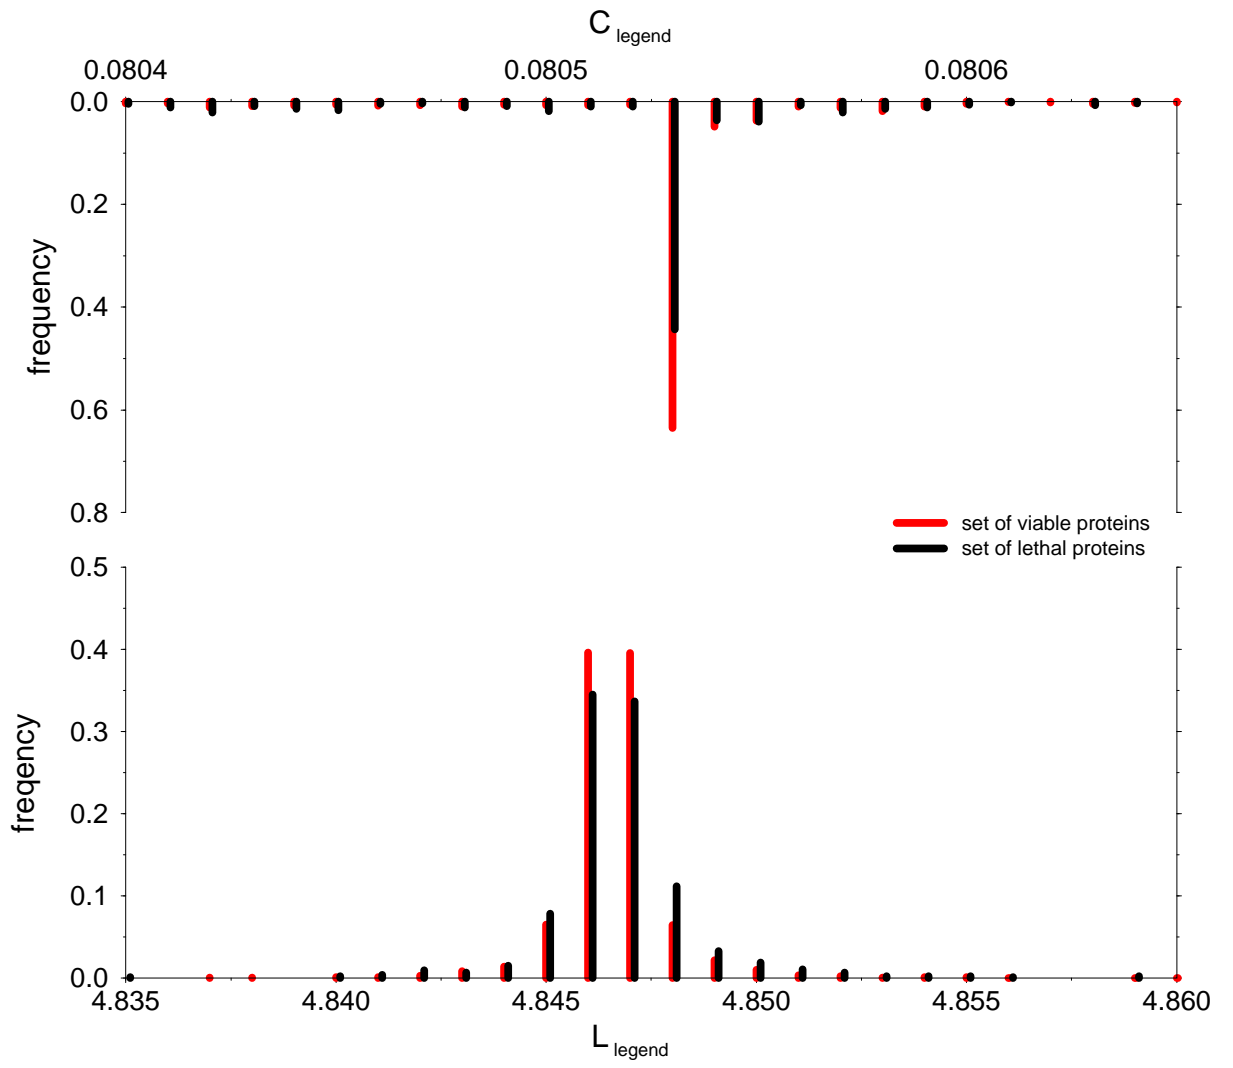 C legend
0.0804 0.0805 0.0806
0.0
0.2
frequency
0.4
0.6
0.8
set of viable proteins
set of lethal proteins
0.5
0.4
0.3
freqency
0.2
0.1
0.0
4.835 4.840 4.845 4.850 4.855 4.860
L legend